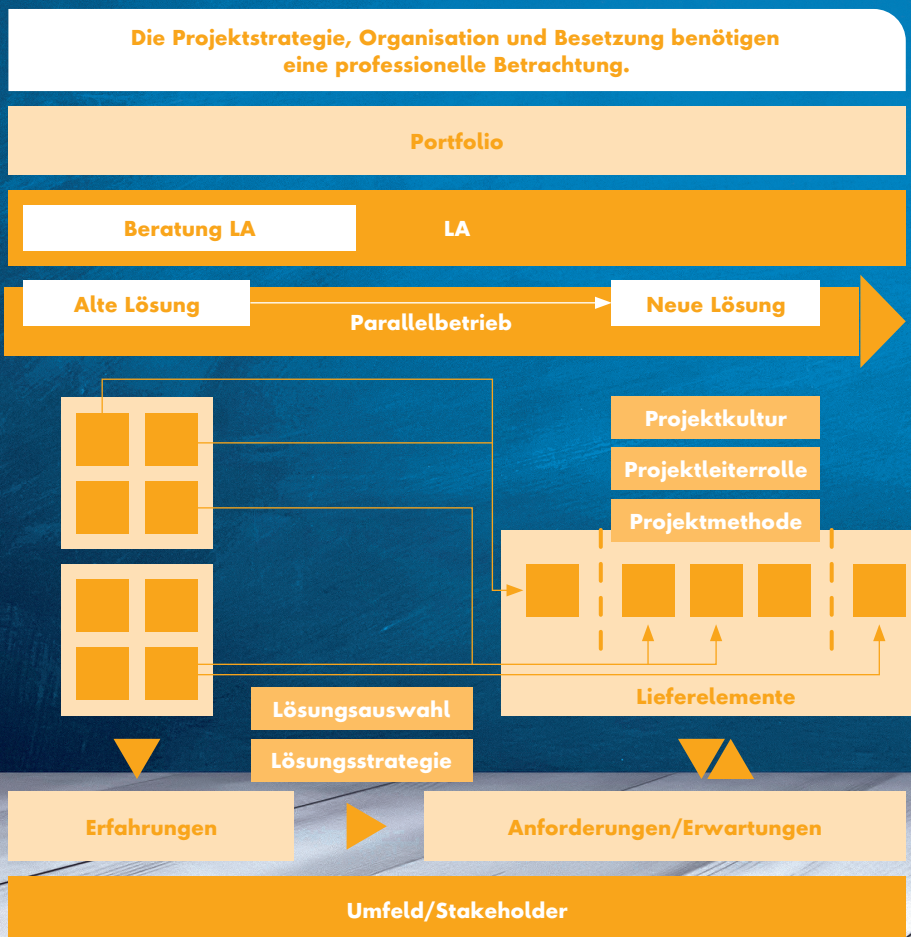 Die Projektstrategie, Organisation und Besetzung benötigen
eine professionelle Betrachtung.
Portfolio
Beratung LA
LA
Alte Lösung
Parallelbetrieb
Neue Lösung
Projektkultur
Projektleiterrolle
Projektmethode
Lieferelemente
Lösungsauswahl
Lösungsstrategie
Erfahrungen
Anforderungen/Erwartungen
Umfeld/Stakeholder